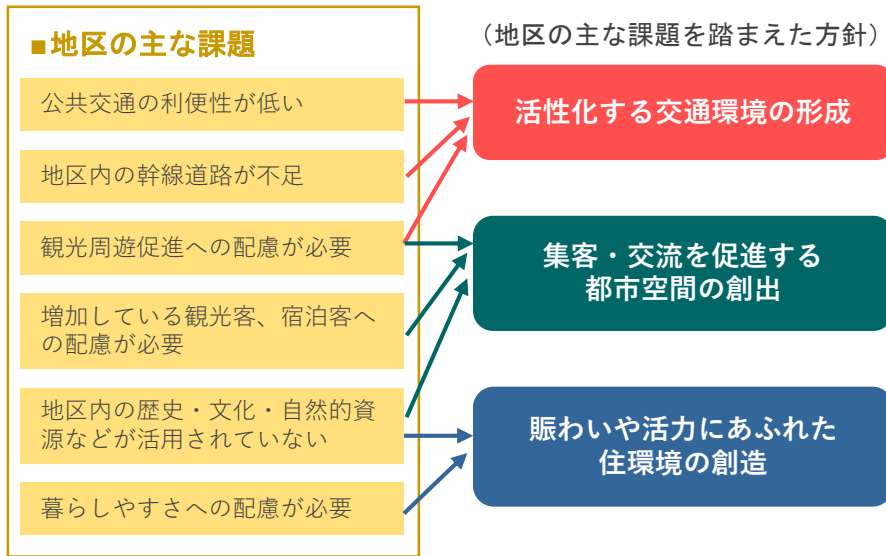 ■地区の主な課題
公共交通の利便性が低い
地区内の幹線道路が不足
観光周遊促進への配慮が必要
増加している観光客、宿泊客へ
の配慮が必要
地区内の歴史・文化・自然的資
源などが活用されていない
暮らしやすさへの配慮が必要
（地区の主な課題を踏まえた方針）
活性化する交通環境の形成
集客・交流を促進する
都市空間の創出
賑わいや活力にあふれた
住環境の創造